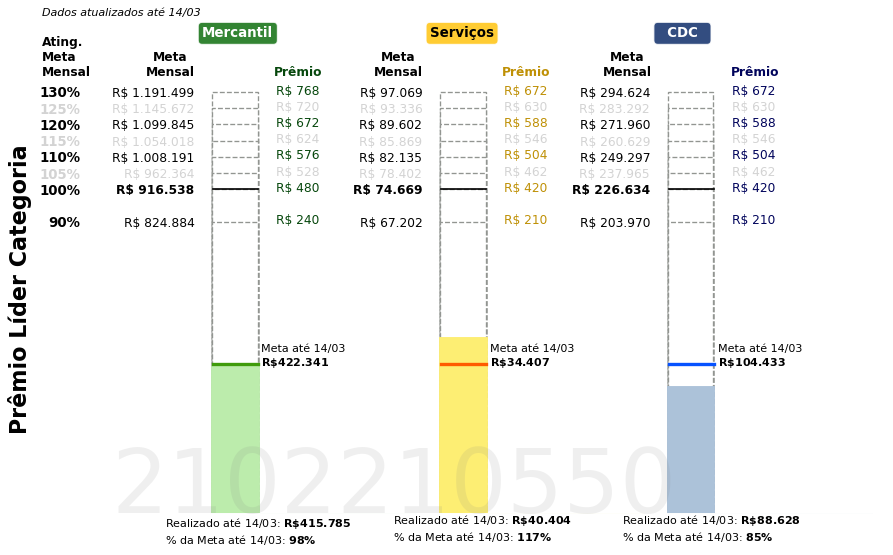 Dados atualizados até 14/03
Mercantil Serviços CDC
Ating. Meta Mensal Meta Mensal Prêmio Meta Mensal Prêmio Meta Mensal Prêmio
130% R$ 1.191.499 R$ 768 R$ 97.069 R$ 672 R$ 294.624 R$ 672
125% R$ 1.145.672 R$ 720 R$ 93.336 R$ 630 R$ 283.292 R$ 630
120% R$ 1.099.845 R$ 672 R$ 89.602 R$ 588 R$ 271.960 R$ 588
115% R$ 1.054.018 R$ 624 R$ 85.869 R$ 546 R$ 260.629 R$ 546
110% R$ 1.008.191 R$ 576 R$ 82.135 R$ 504 R$ 249.297 R$ 504
105% R$ 962.364 R$ 528 R$ 78.402 R$ 462 R$ 237.965 R$ 462
100% R$ 916.538 R$ 480 R$ 74.669 R$ 420 R$ 226.634 R$ 420
90% R$ 824.884 R$ 240 R$ 67.202 R$ 210 R$ 203.970 R$ 210
Prêmio Líder Categoria
Meta até 14/03 Meta até 14/03 Meta até 14/03
R$422.341 R$34.407 R$104.433
2102210550
Realizado até 14/03: R$415.785 Realizado até 14/03: R$40.404 Realizado até 14/03: R$88.628
% da Meta até 14/03: 98% % da Meta até 14/03: 117% % da Meta até 14/03: 85%